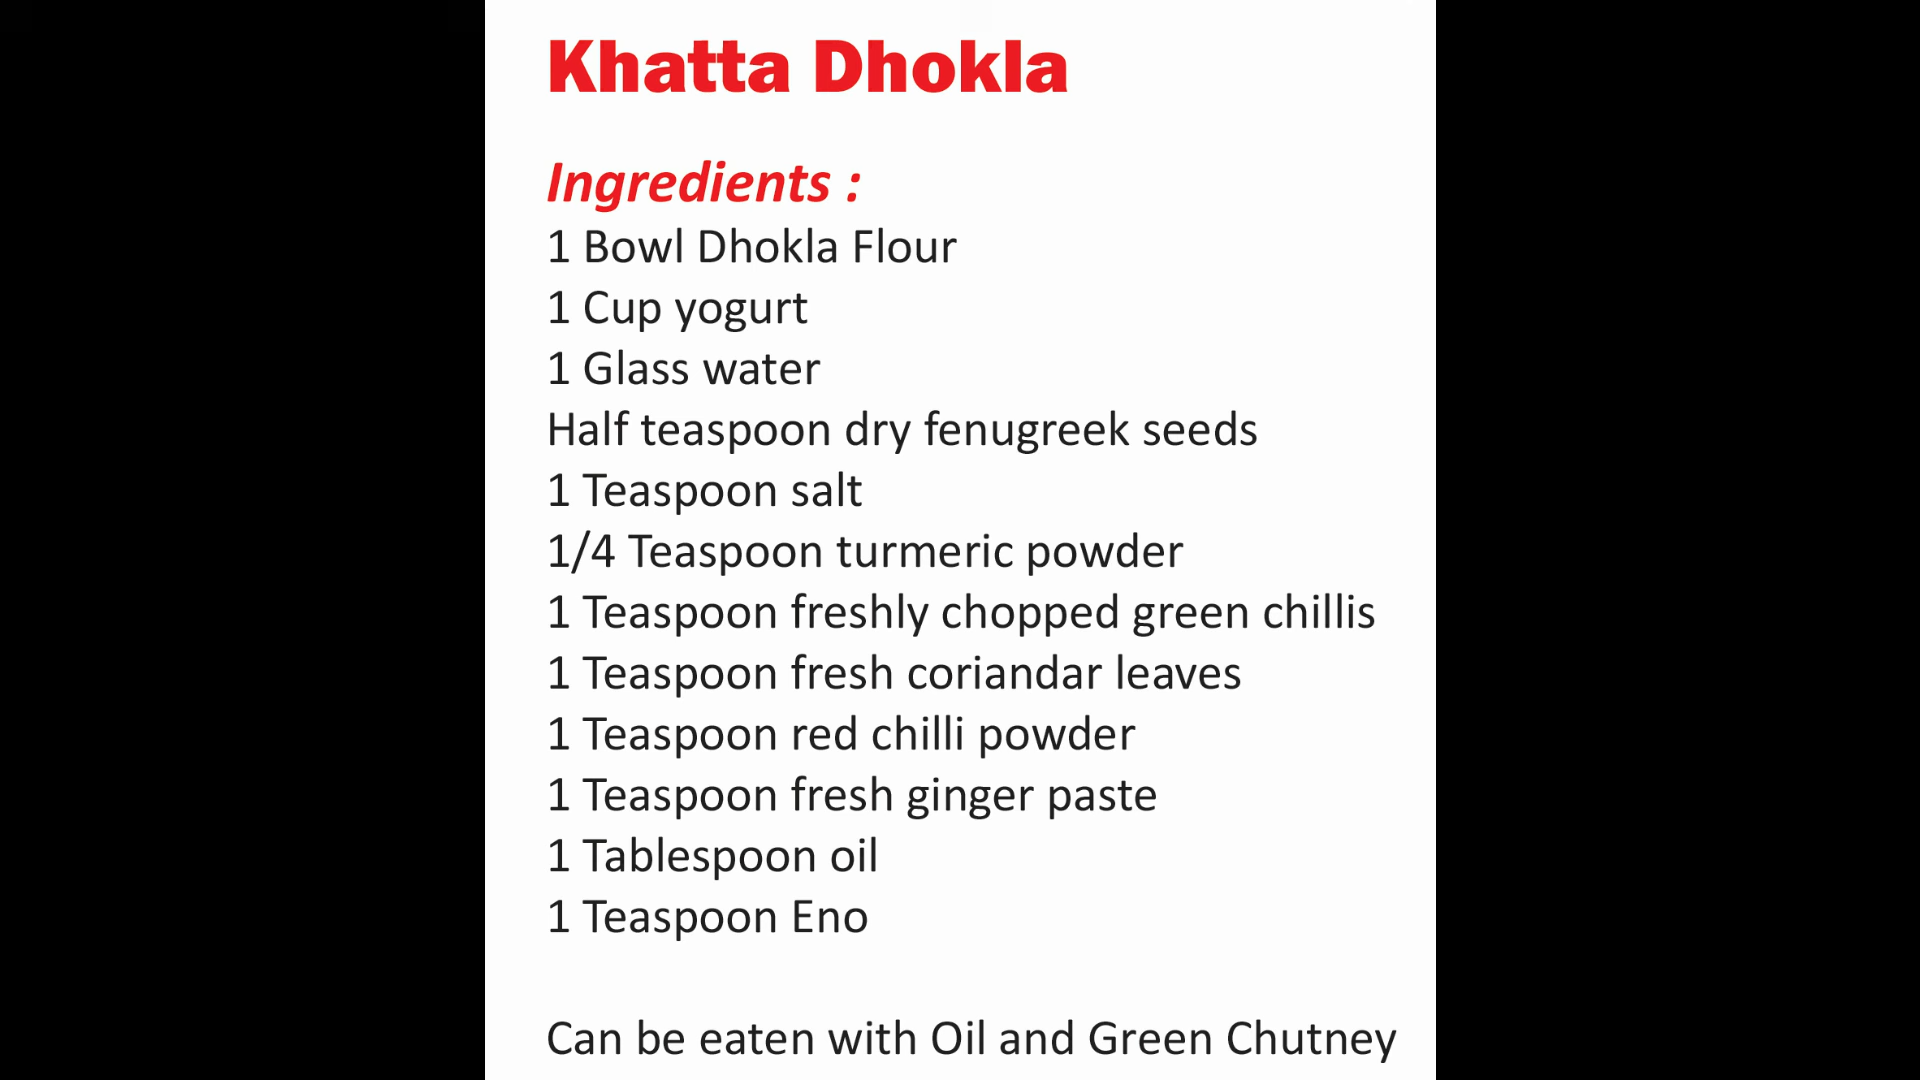 Khatta Dhokla
Ingredients :
1 Bowl Dhokla Flour
1 Cup yogurt
1 Glass water
Half teaspoon dry fenugreek seeds
1 Teaspoon salt
1/4 Teaspoon turmeric powder
1 Teaspoon freshly chopped green chillis
1 Teaspoon fresh coriandar leaves
1 Teaspoon red chilli powder
1 Teaspoon fresh ginger paste
1 Tablespoon oil
1 Teaspoon Eno
Can be eaten with Oil and Green Chutney